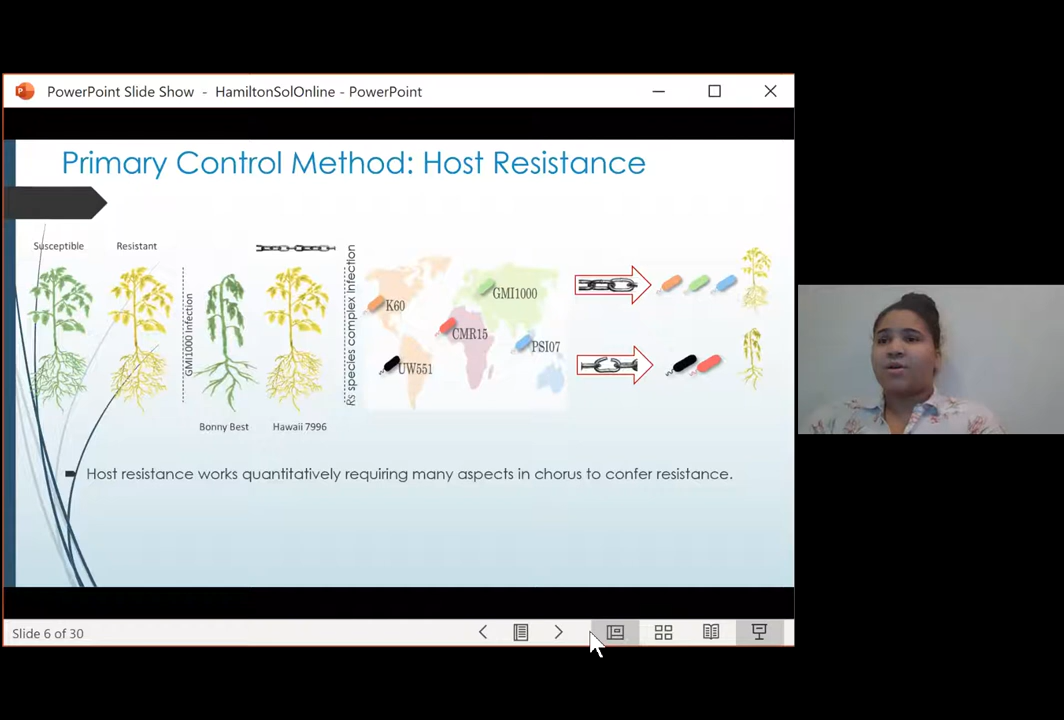 PowerPoint Slide Show - HamiltonSolOnline - PowerPoint
Primary Control Method: Host Resistance
Susceptible
Resistant
GMI1000 Infection
Bonny Best
Hawaii 7996
Rs species complex Infection
K60
GMI1000
CMR15
PSI07
UW551
Host resistance works quantitatively requiring many aspects in chorus to confer resistance.
Slide 6 of 30